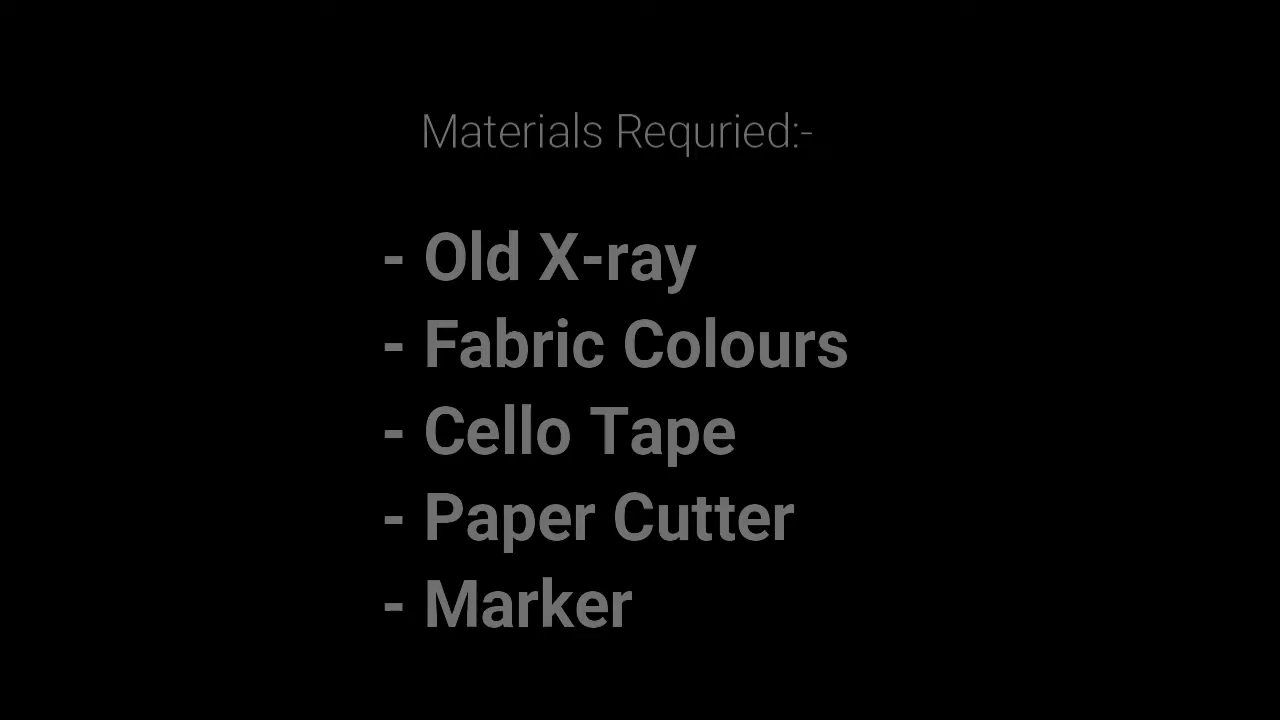 Materials Requried:-
- Old X-ray
- Fabric Colours
- Cello Tape
- Paper Cutter
- Marker